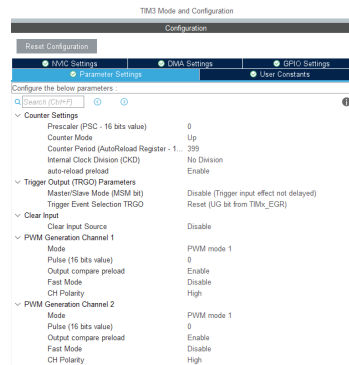 TIM3 Mode and Configuration
Configuration
Reset Configuration
NVIC Settings DMA Settings GPIO Settings
Parameter Settings User Constants
Configure the below parameters :
Search (Ctrl+F)
Counter Settings
Prescaler (PSC - 16 bits value) 0
Counter Mode Up
Counter Period (AutoReload Register - 1... 399
Internal Clock Division (CKD) No Division
auto-reload preload Enable
Trigger Output (TRGO) Parameters
Master/Slave Mode (MSM bit) Disable (Trigger input effect not delayed)
Trigger Event Selection TRGO Reset (UG bit from TIMx_EGR)
Clear Input
Clear Input Source Disable
PWM Generation Channel 1
Mode PWM mode 1
Pulse (16 bits value) 0
Output compare preload Enable
Fast Mode Disable
CH Polarity High
PWM Generation Channel 2
Mode PWM mode 1
Pulse (16 bits value) 0
Output compare preload Enable
Fast Mode Disable
CH Polarity High